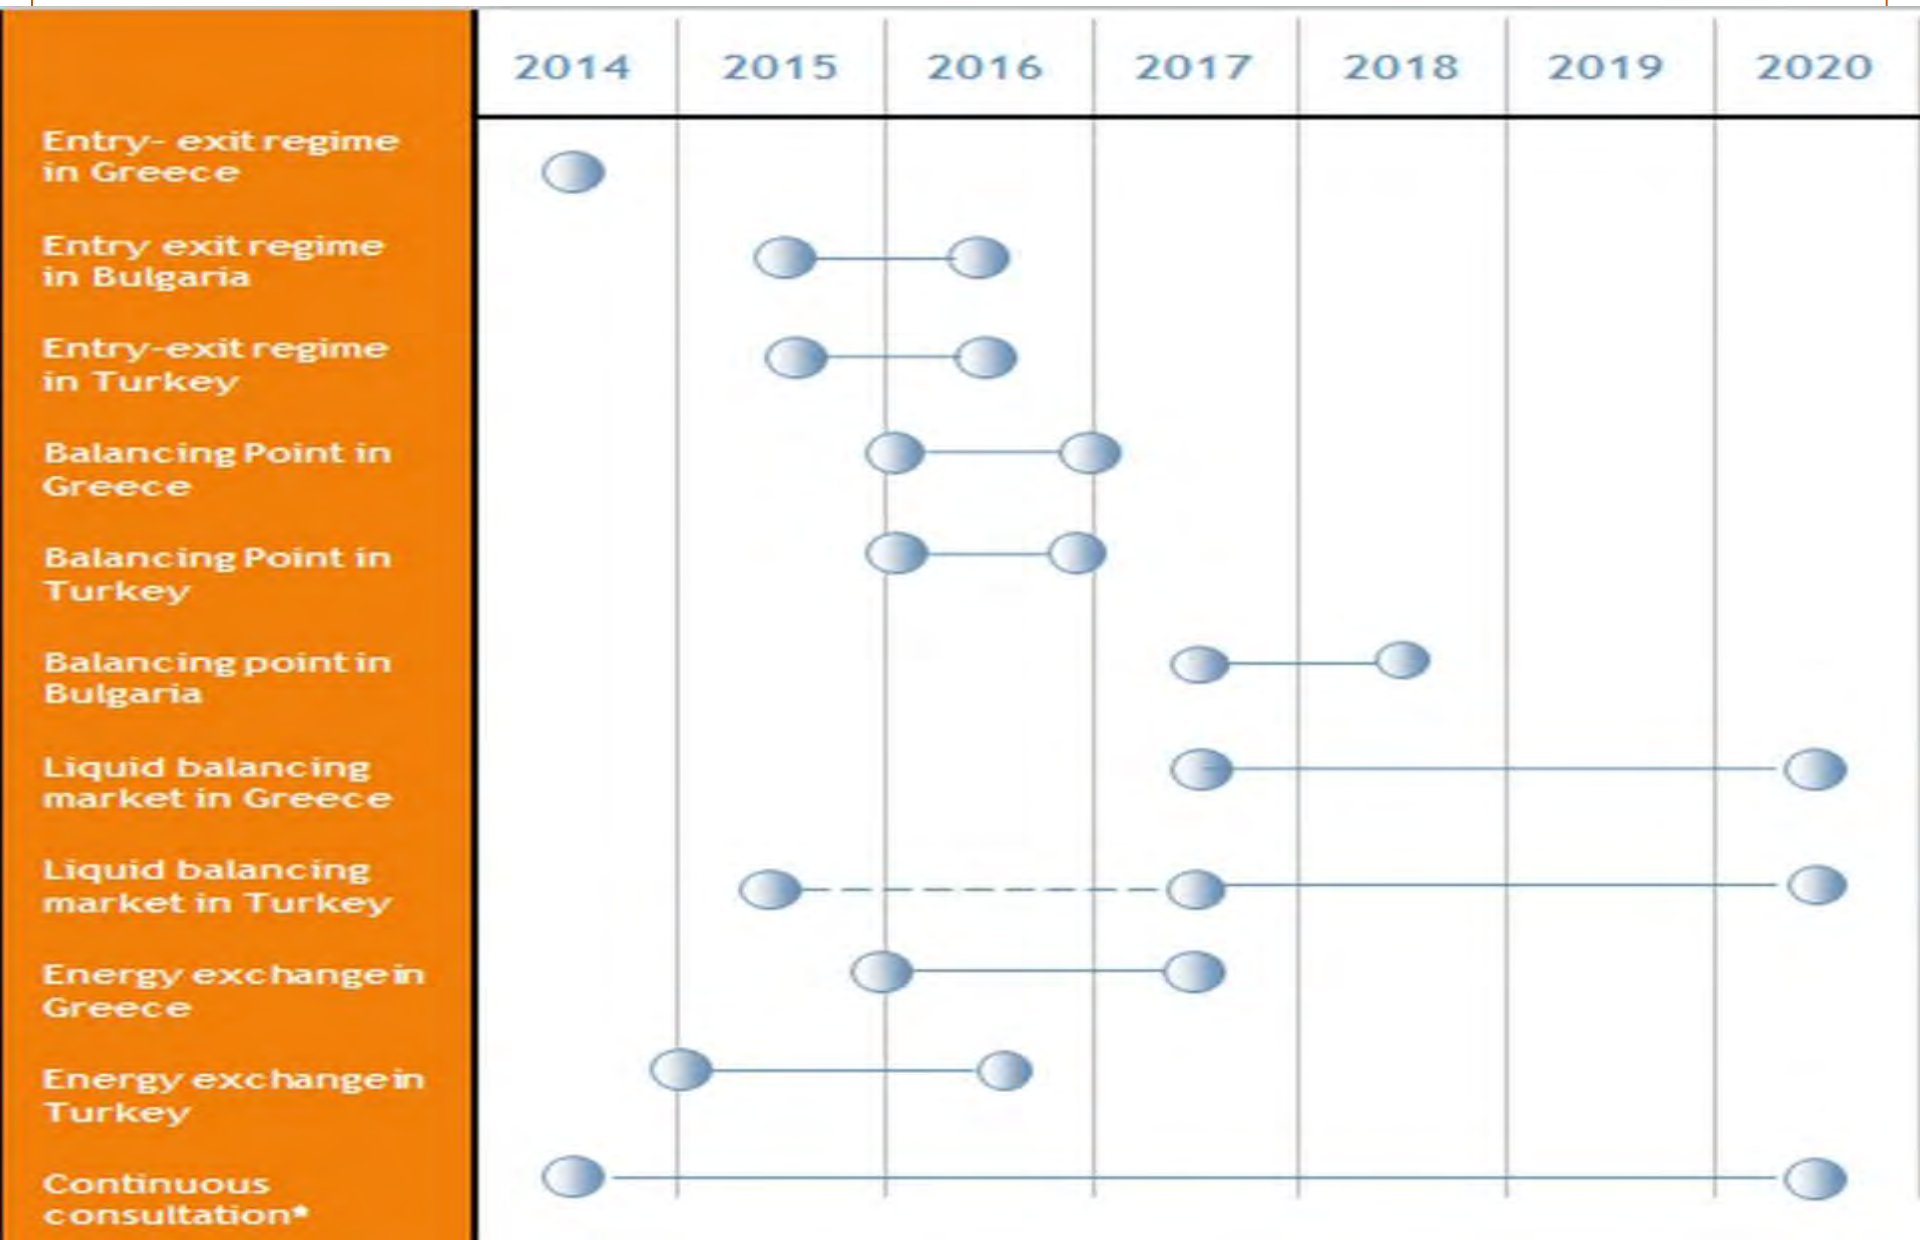 2014 2015 2016 2017 2018 2019 2020
Entry- exit regime
in Greece
Entry exit regime
in Bulgaria
Entry-exit regime
in Turkey
Balancing Point in
Greece
Balancing Point in
Turkey
Balancing point in
Bulgaria
Liquid balancing
market in Greece
Liquid balancing
market in Turkey
Energy exchange in
Greece
Energy exchange in
Turkey
Continuous
consultation*